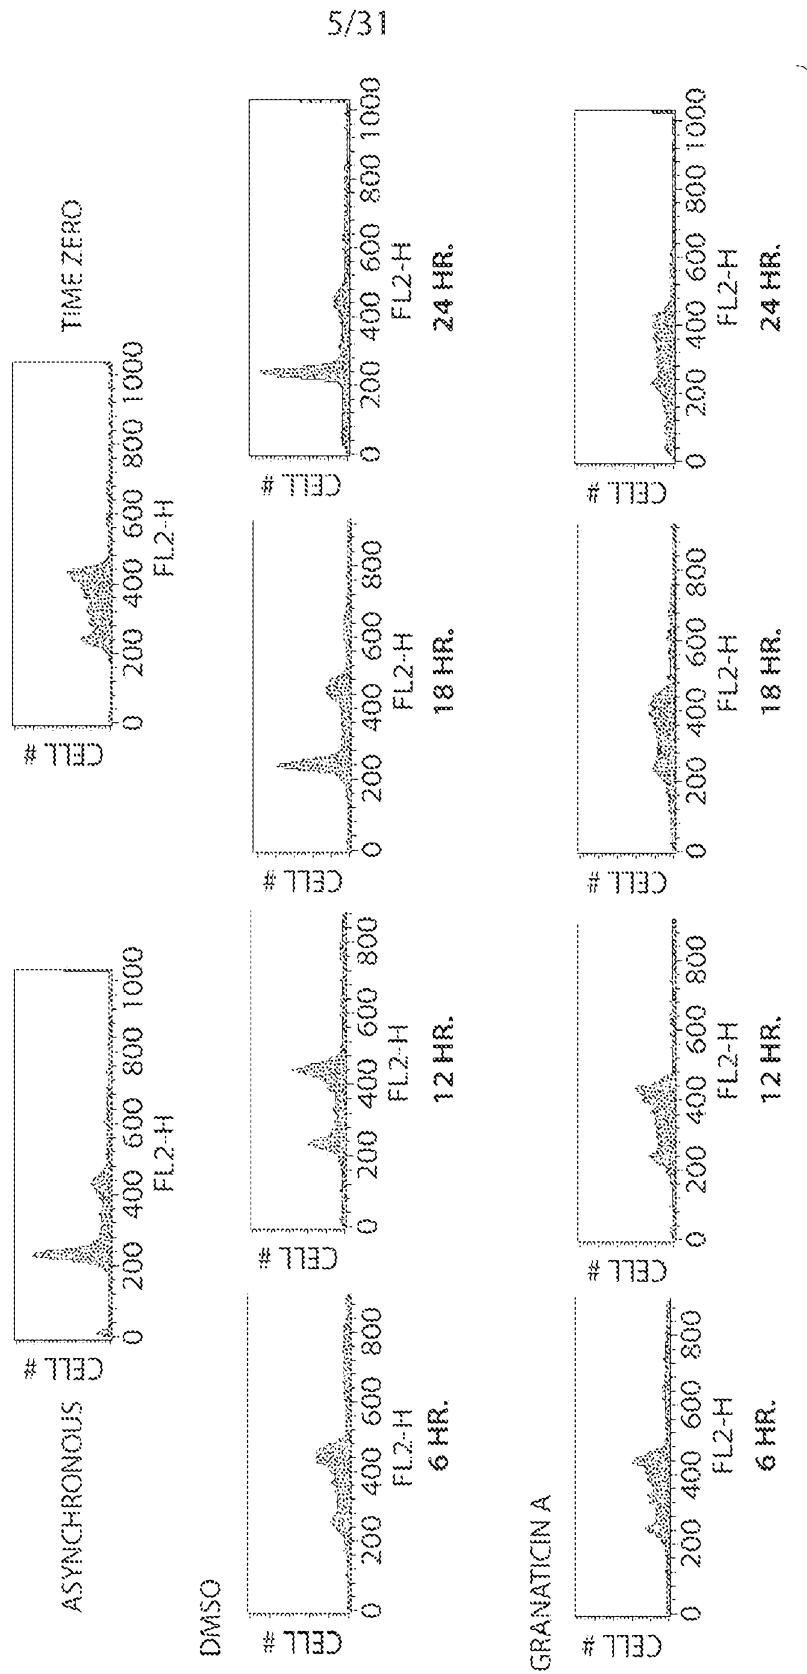 5/31
ASYNCHRONOUS
CELL #
0 200 400 600 800 1000
FL2-H
TIME ZERO
CELL #
0 200 400 600 800 1000
FL2-H
DMSO
CELL #
0 200 400 600 800
FL2-H
6 HR.
CELL #
0 200 400 600 800
FL2-H
12 HR.
CELL #
0 200 400 600 800
FL2-H
18 HR.
CELL #
0 200 400 600 800 1000
FL2-H
24 HR.
GRANATICIN A
CELL #
0 200 400 600 800
FL2-H
6 HR.
CELL #
0 200 400 600 800
FL2-H
12 HR.
CELL #
0 200 400 600 800
FL2-H
18 HR.
CELL #
0 200 400 600 800 1000
FL2-H
24 HR.